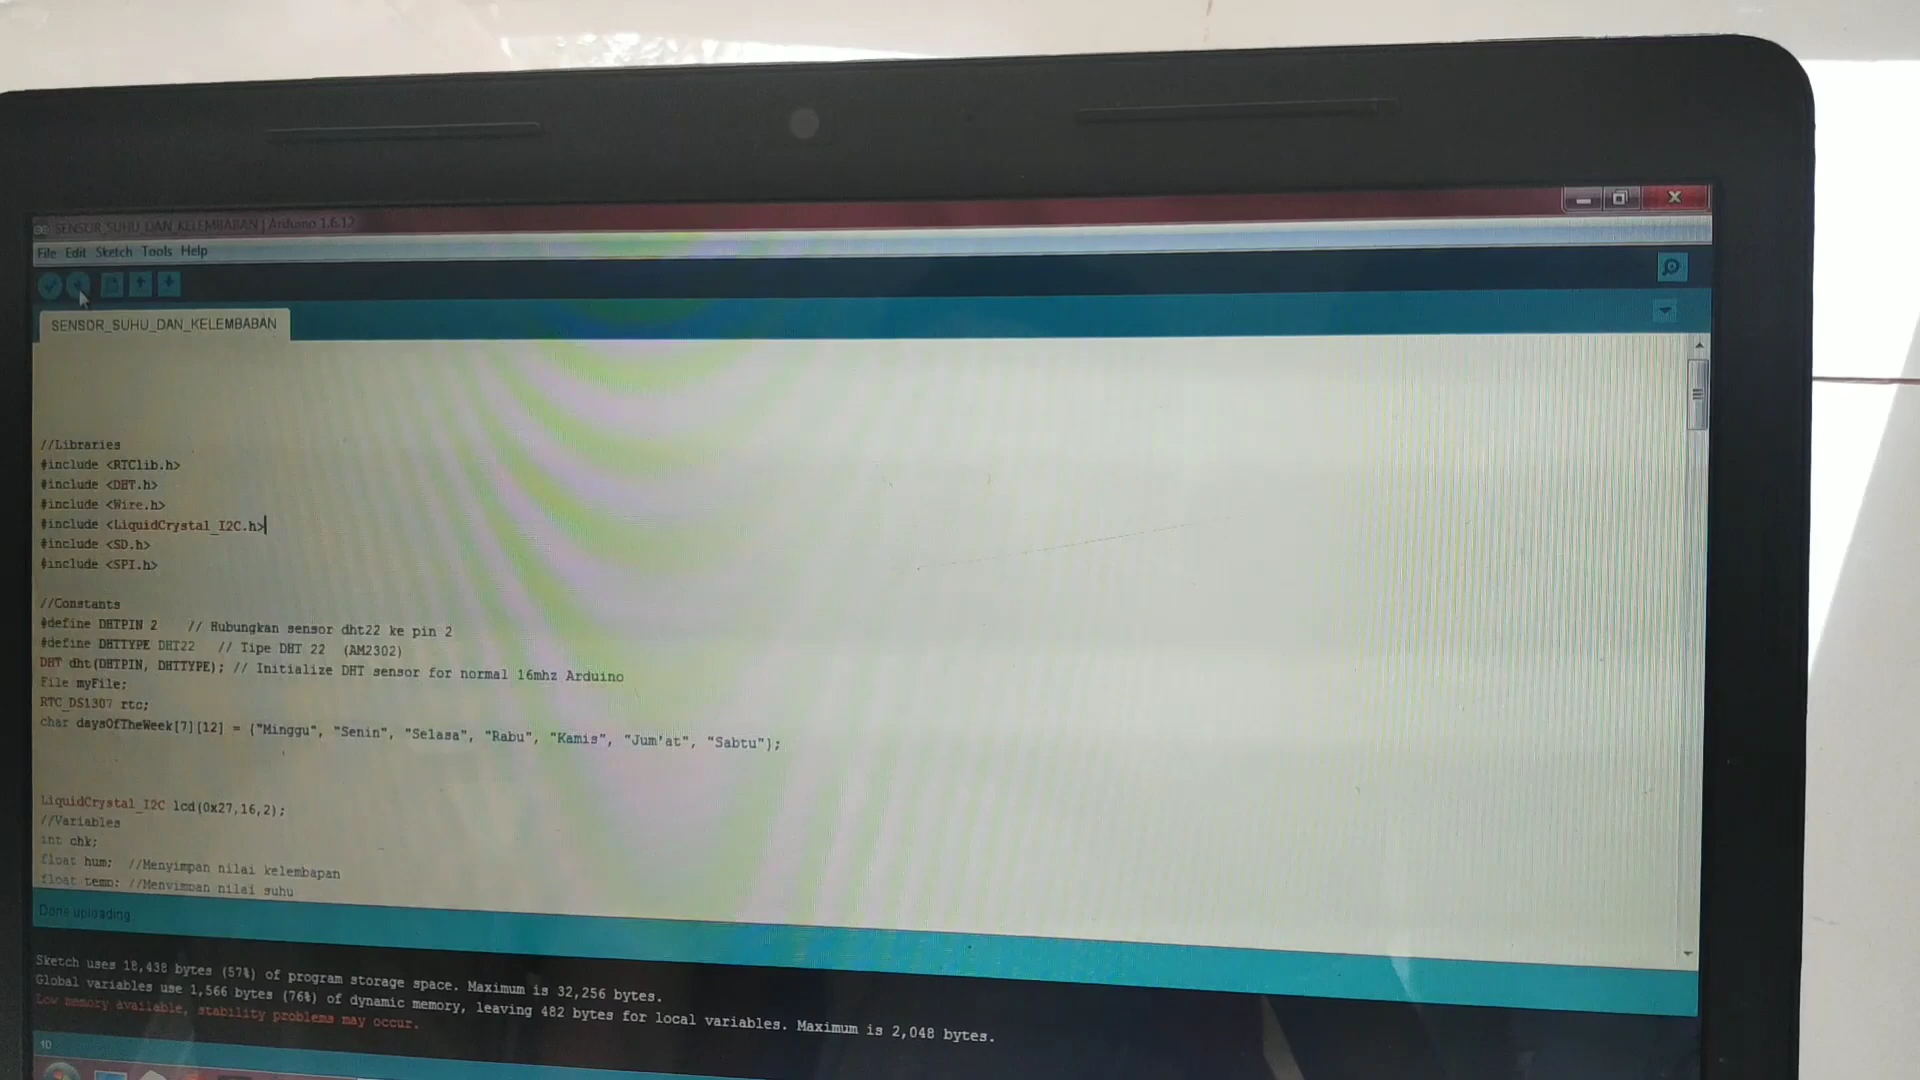 SENSOR_SUHU_DAN_KELEMBABAN | Arduino 1.6.12
File Edit Sketch Tools Help
SENSOR_SUHU_DAN_KELEMBABAN
//Libraries
#include <RTClib.h>
#include <DHT.h>
#include <Wire.h>
#include <LiquidCrystal_I2C.h>
#include <SD.h>
#include <SPI.h>
//Constants
#define DHTPIN 2 // Hubungkan sensor dht22 ke pin 2
#define DHTTYPE DHT22 // Tipe DHT 22 (AM2302)
DHT dht(DHTPIN, DHTTYPE); // Initialize DHT sensor for normal 16mhz Arduino
File myFile;
RTC_DS1307 rtc;
char daysOfTheWeek[7][12] = {"Minggu", "Senin", "Selasa", "Rabu", "Kamis", "Jum'at", "Sabtu"};
LiquidCrystal_I2C lcd(0x27,16,2);
//Variables
int chk;
float hum; //Menyimpan nilai kelembapan
float temp; //Menyimpan nilai suhu
Done uploading
Sketch uses 18,438 bytes (57%) of program storage space. Maximum is 32,256 bytes.
Global variables use 1,566 bytes (76%) of dynamic memory, leaving 482 bytes for local variables. Maximum is 2,048 bytes.
Low memory available, stability problems may occur.
10